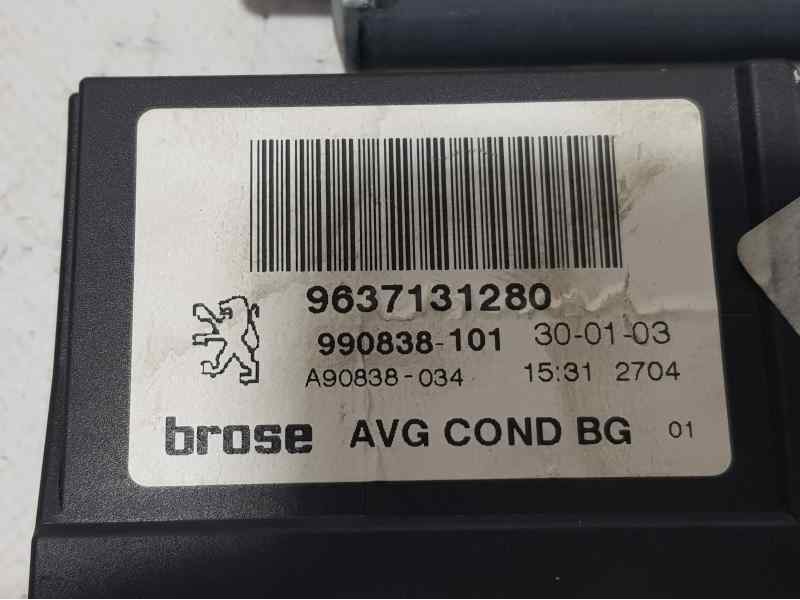 9637131280
990838-101 30-01-03
A90838-034 15:31 2704
brose AVG COND BG 01